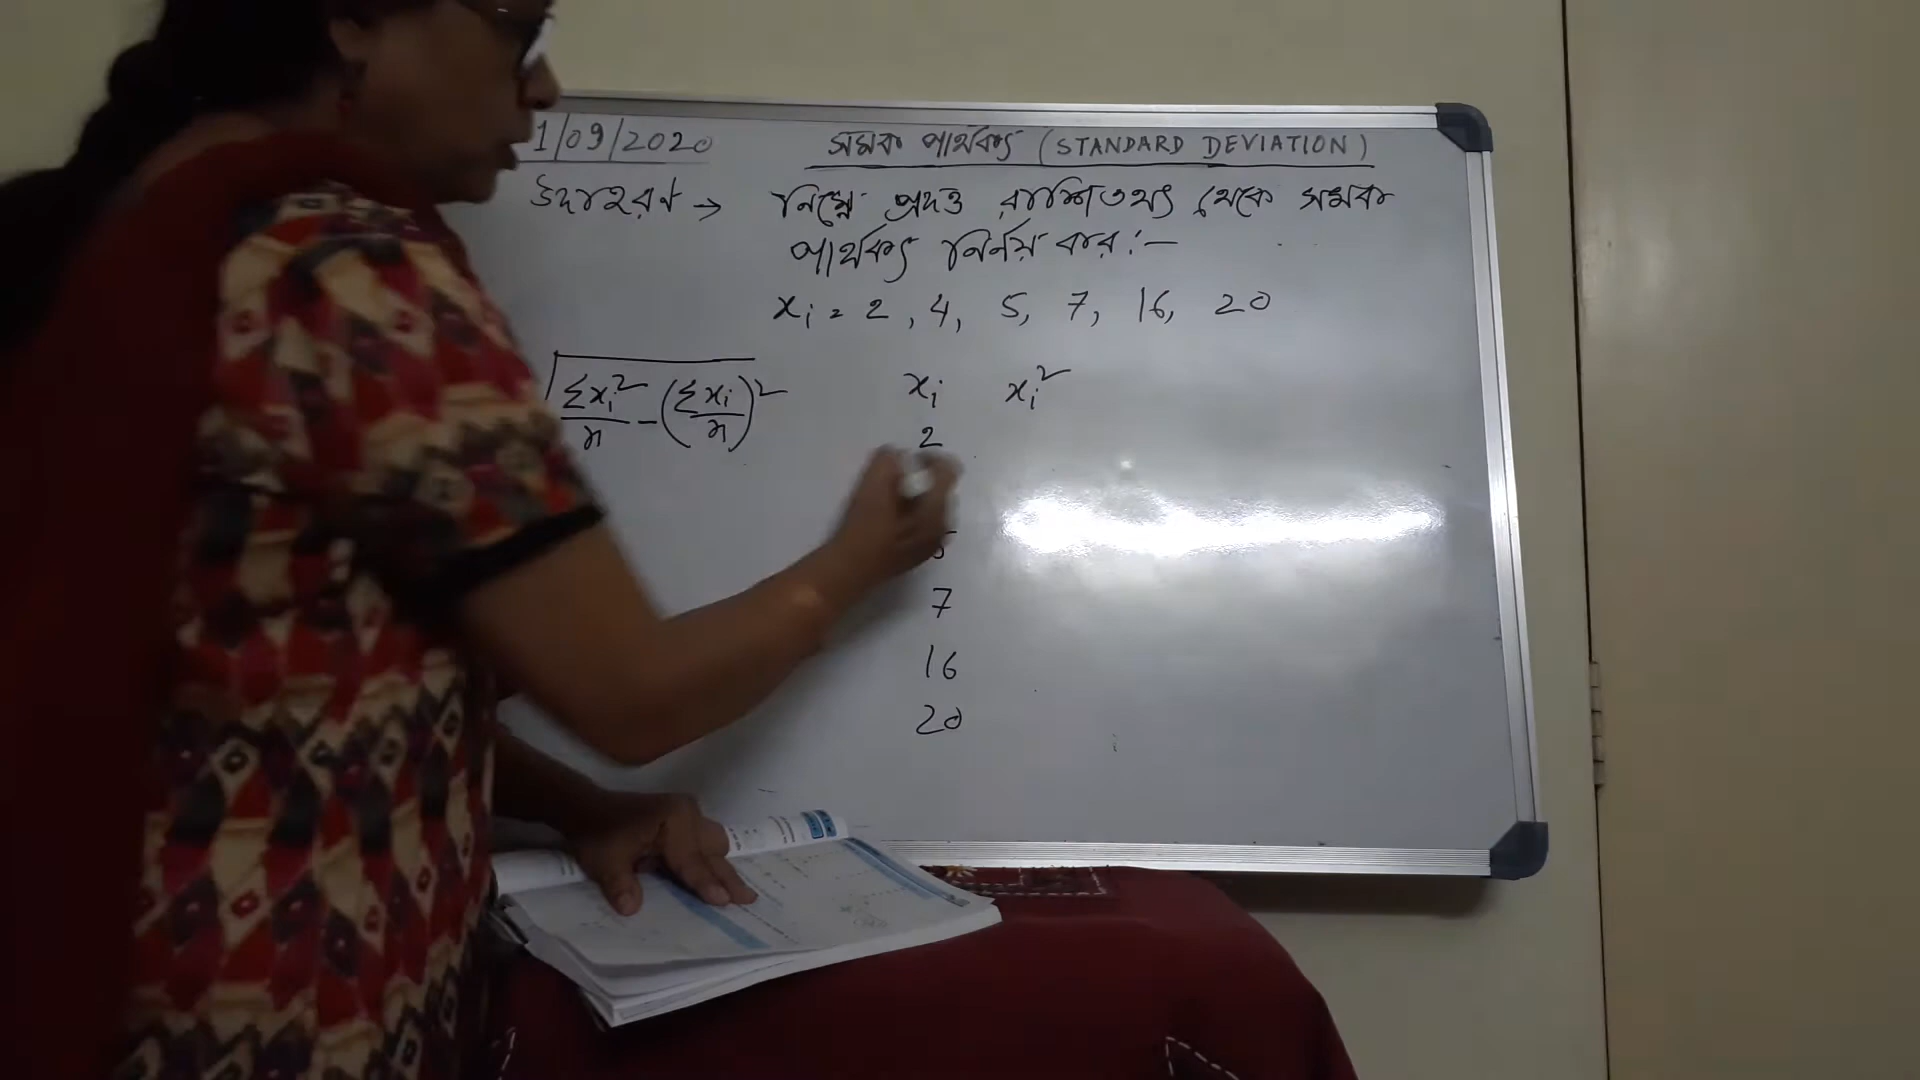 1/09/2020
সমক পার্থক্য (STANDARD DEVIATION)
উদাহরণ → নিম্নে প্রদত্ত রাশিতথ্য থেকে সমক
পার্থক্য নির্ণয় কর :—
xᵢ = 2, 4, 5, 7, 16, 20
√ Σxᵢ²/n − (Σxᵢ/n)²
xᵢ xᵢ²
2
5
7
16
20